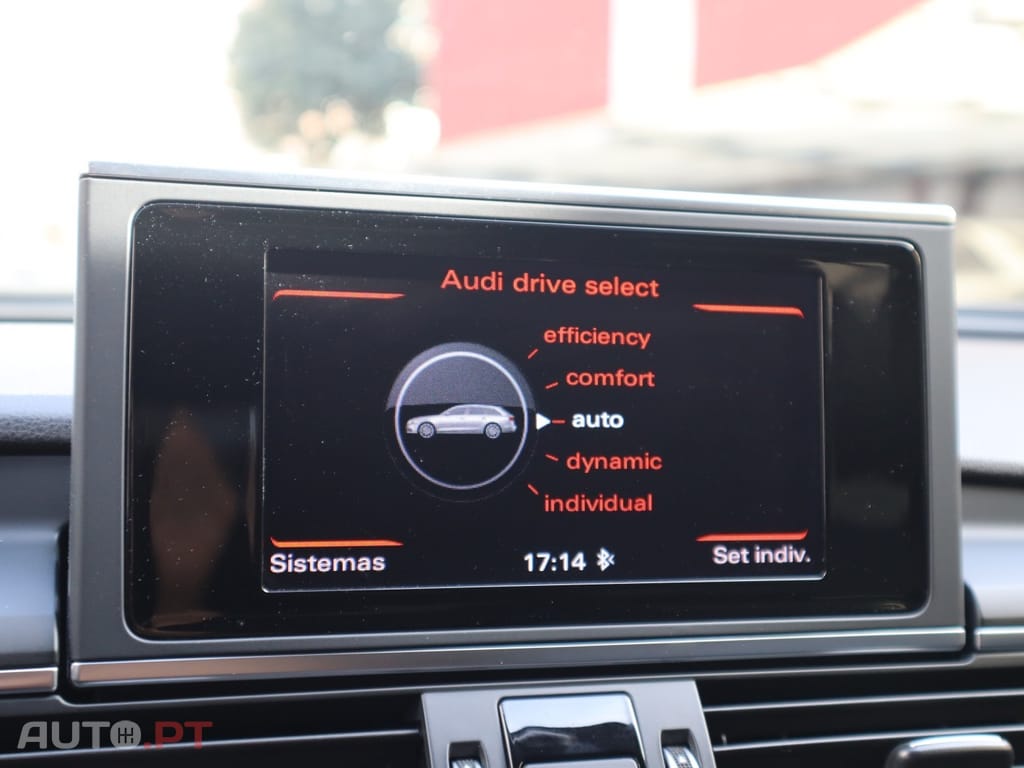 Audi drive select
efficiency
comfort
auto
dynamic
individual
Sistemas
17:14
Set indiv.
AUTO.PT